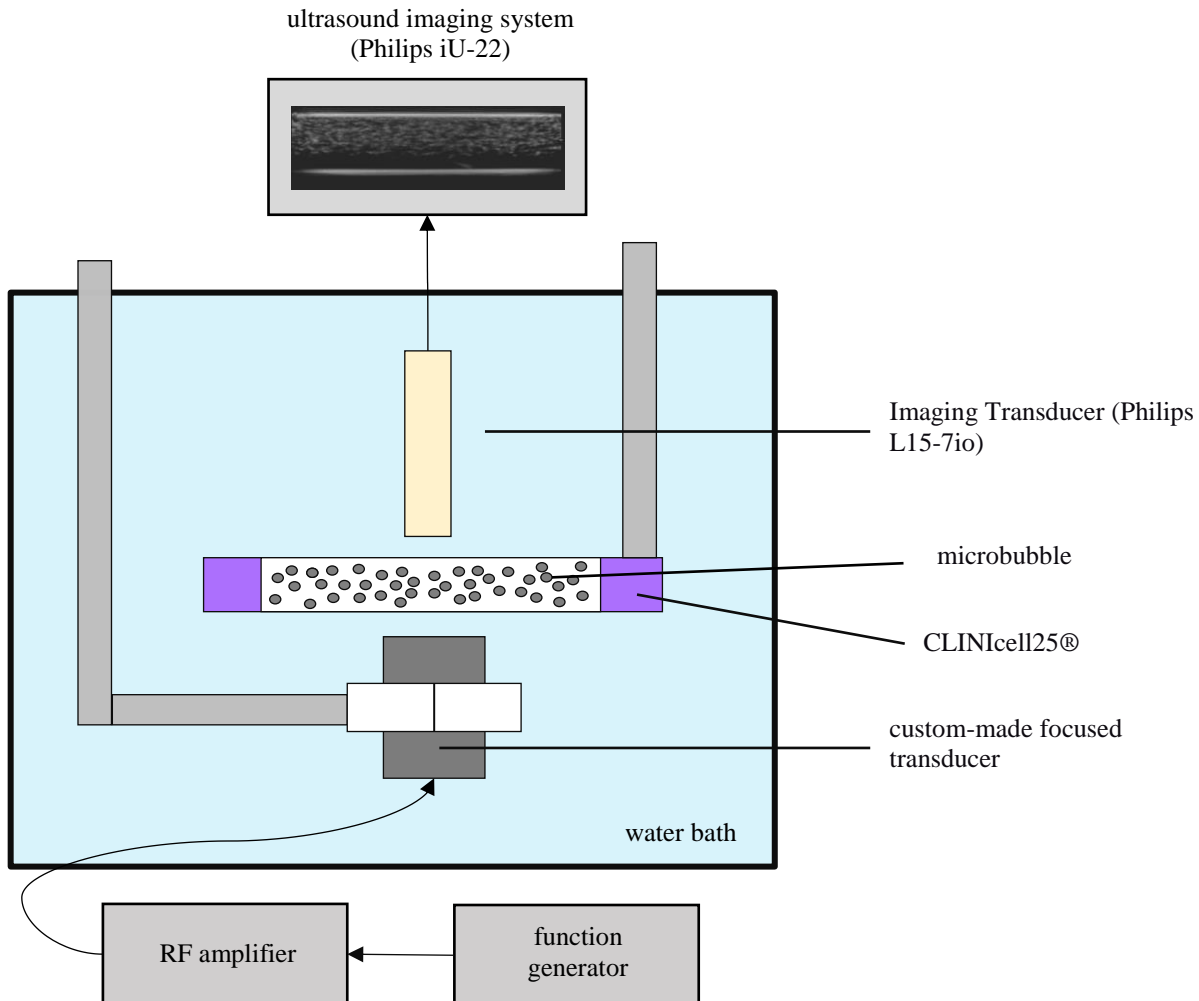 ultrasound imaging system
(Philips iU-22)
Imaging Transducer (Philips
L15-7io)
microbubble
CLINIcell25®
custom-made focused
transducer
water bath
RF amplifier
function
generator